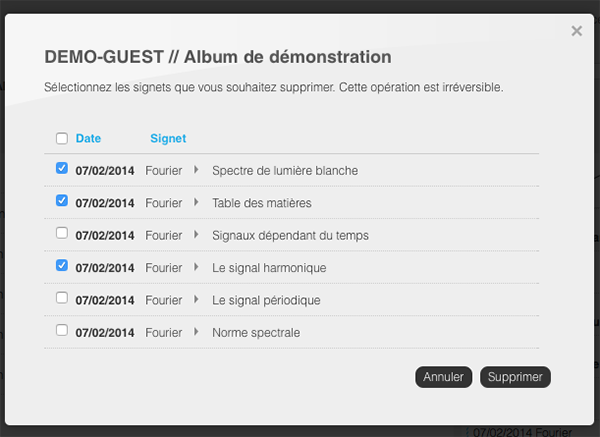 DEMO-GUEST // Album de démonstration
Sélectionnez les signets que vous souhaitez supprimer. Cette opération est irréversible.
Date Signet
07/02/2014 Fourier Spectre de lumière blanche
07/02/2014 Fourier Table des matières
07/02/2014 Fourier Signaux dépendant du temps
07/02/2014 Fourier Le signal harmonique
07/02/2014 Fourier Le signal périodique
07/02/2014 Fourier Norme spectrale
Annuler Supprimer
07/02/2014 Fourier